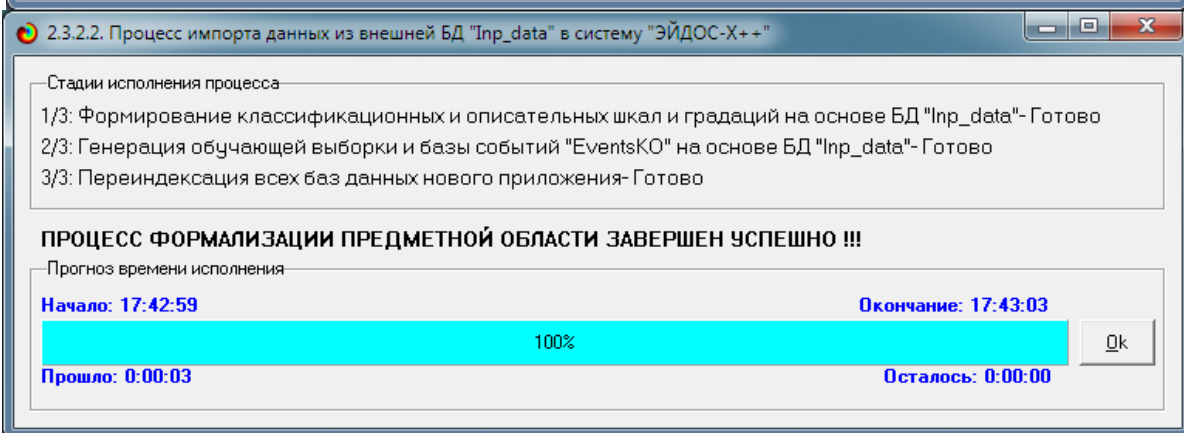 2.3.2.2. Процесс импорта данных из внешней БД "Inp_data" в систему "ЭЙДОС-X++"
Стадии исполнения процесса
1/3: Формирование классификационных и описательных шкал и градаций на основе БД "Inp_data"- Готово
2/3: Генерация обучающей выборки и базы событий "EventsKO" на основе БД "Inp_data"- Готово
3/3: Переиндексация всех баз данных нового приложения- Готово
ПРОЦЕСС ФОРМАЛИЗАЦИИ ПРЕДМЕТНОЙ ОБЛАСТИ ЗАВЕРШЕН УСПЕШНО !!!
Прогноз времени исполнения
Начало: 17:42:59 Окончание: 17:43:03
100% Ok
Прошло: 0:00:03 Осталось: 0:00:00